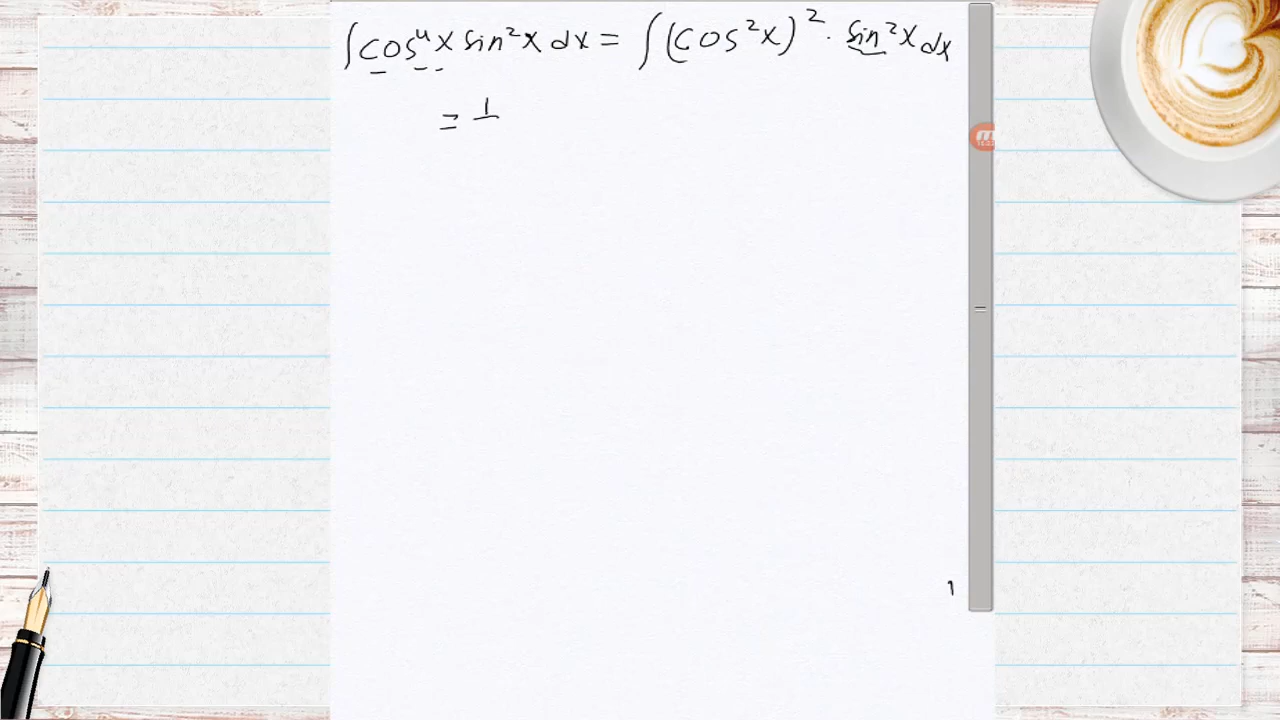 ∫cos⁴x sin²x dx = ∫(cos²x)² · sin²x dx
= 1
1